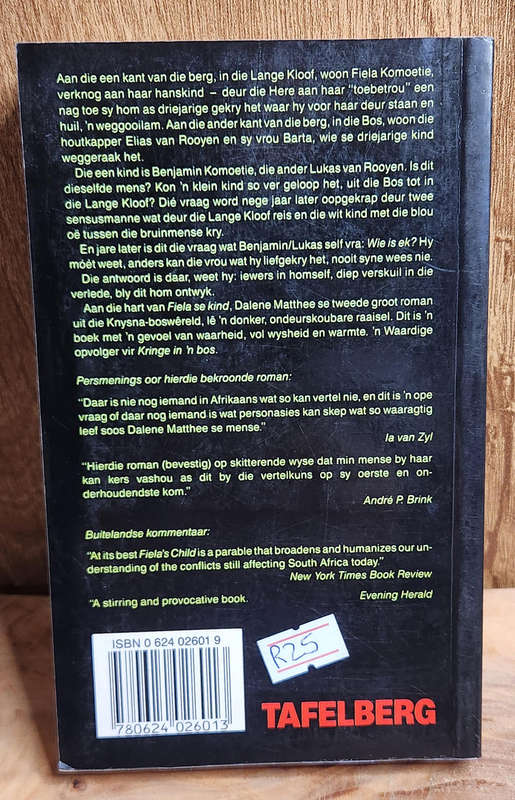 Aan die een kant van die berg, in die Lange Kloof, woon Fiela Komoetie,
verknog aan haar hanskind – deur die Here aan haar "toebetrou" een
nag toe sy hom as driejarige gekry het waar hy voor haar deur staan en
huil, 'n weggooilam. Aan die ander kant van die berg, in die Bos, woon die
houtkapper Elias van Rooyen en sy vrou Barta, wie se driejarige kind
weggeraak het.
Die een kind is Benjamin Komoetie, die ander Lukas van Rooyen. Is dit
dieselfde mens? Kon 'n klein kind so ver geloop het, uit die Bos tot in
die Lange Kloof? Dié vraag word nege jaar later oopgekrap deur twee
sensusmanne wat deur die Lange Kloof reis en die wit kind met die blou
oë tussen die bruinmense kry.
En jare later is dit die vraag wat Benjamin/Lukas self vra: Wie is ek? Hy
móét weet, anders kan die vrou wat hy liefgekry het, nooit syne wees nie.
Die antwoord is daar, weet hy: iewers in homself, diep verskuil in die
verlede, bly dit hom ontwyk.
Aan die hart van Fiela se kind, Dalene Matthee se tweede groot roman
uit die Knysna-boswêreld, lê 'n donker, ondeurskoubare raaisel. Dit is 'n
boek met 'n gevoel van waarheid, vol wysheid en warmte. 'n Waardige
opvolger vir Kringe in 'n bos.
Persmenings oor hierdie bekroonde roman:
"Daar is nie nog iemand in Afrikaans wat so kan vertel nie, en dit is 'n ope
vraag of daar nog iemand is wat personasies kan skep wat so waaragtig
leef soos Dalene Matthee se mense."
Ia van Zyl
"Hierdie roman (bevestig) op skitterende wyse dat min mense by haar
kan kers vashou as dit by die vertelkuns op sy oerste en on-
derhoudendste kom."
André P. Brink
Buitelandse kommentaar:
"At its best Fiela's Child is a parable that broadens and humanizes our un-
derstanding of the conflicts still affecting South Africa today."
New York Times Book Review
"A stirring and provocative book.
Evening Herald
ISBN 0 624 02601 9
R25
780624 026013
TAFELBERG